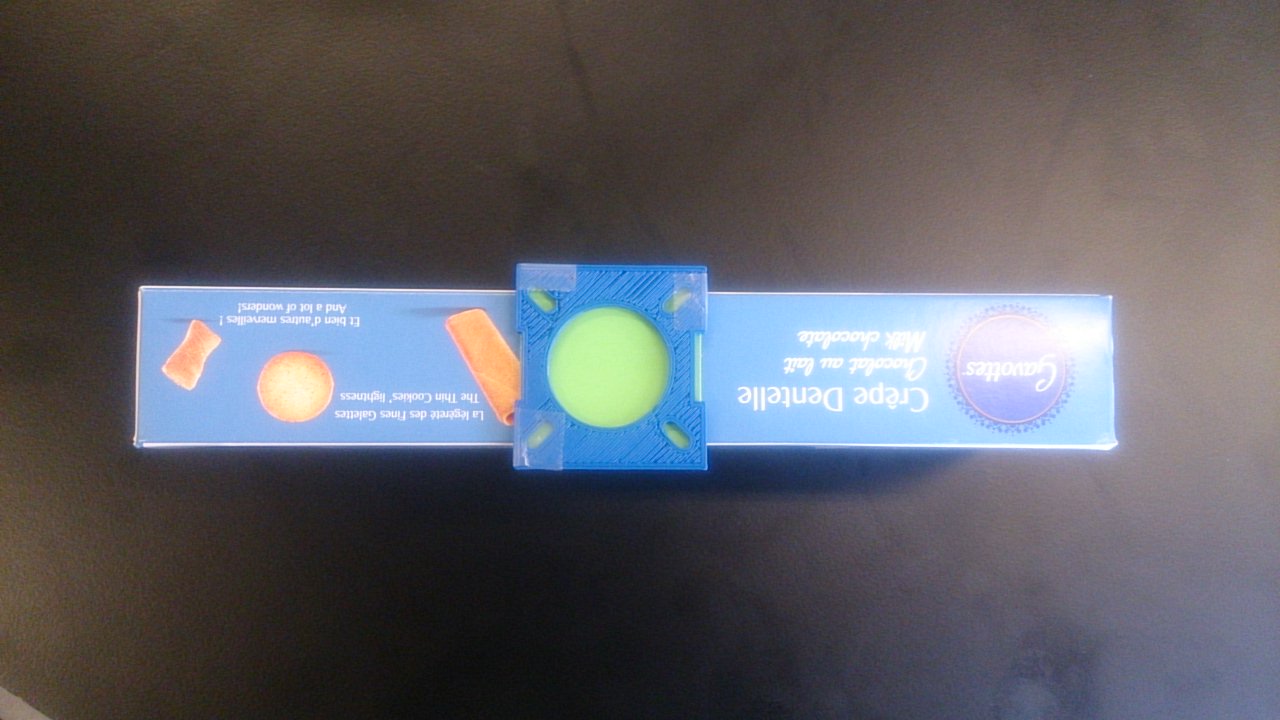 Gavottes
Crêpe Dentelle
Chocolat au lait
Milk chocolate
La légèreté des Fines Galettes
The Thin Cookies' lightness
Et bien d'autres merveilles !
And a lot of wonders!